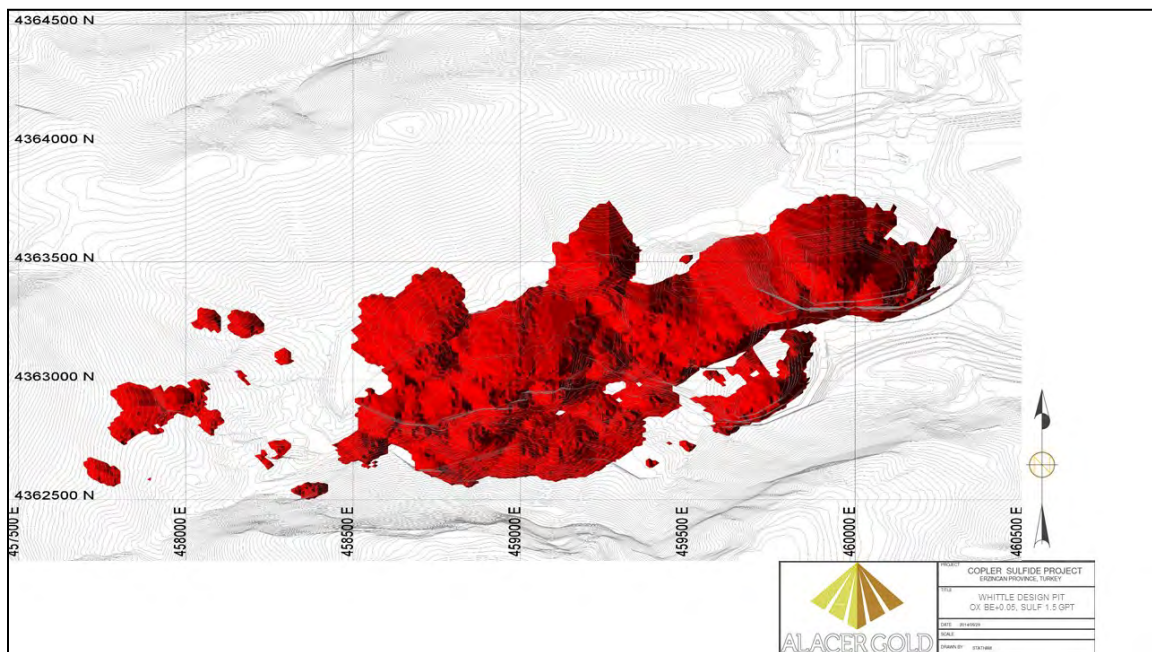 4364500 N
4364000 N
4363500 N
4363000 N
4362500 N
457500 E
458000 E
458500 E
459000 E
459500 E
460000 E
460500 E
ALACER GOLD
PROJECT
COPLER SULFIDE PROJECT
ERZINCAN PROVINCE, TURKEY
TITLE
WHITTLE DESIGN PIT
OX BE+0.05, SULF 1.5 GPT
DATE
SCALE
DRAWN BY